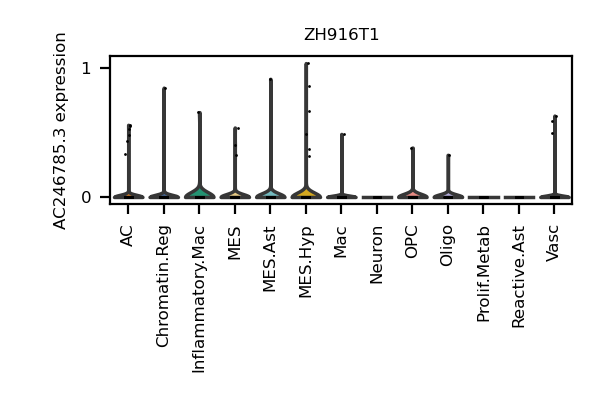 ZH916T1
AC246785.3 expression
1
0
AC
Chromatin.Reg
Inflammatory.Mac
MES
MES.Ast
MES.Hyp
Mac
Neuron
OPC
Oligo
Prolif.Metab
Reactive.Ast
Vasc